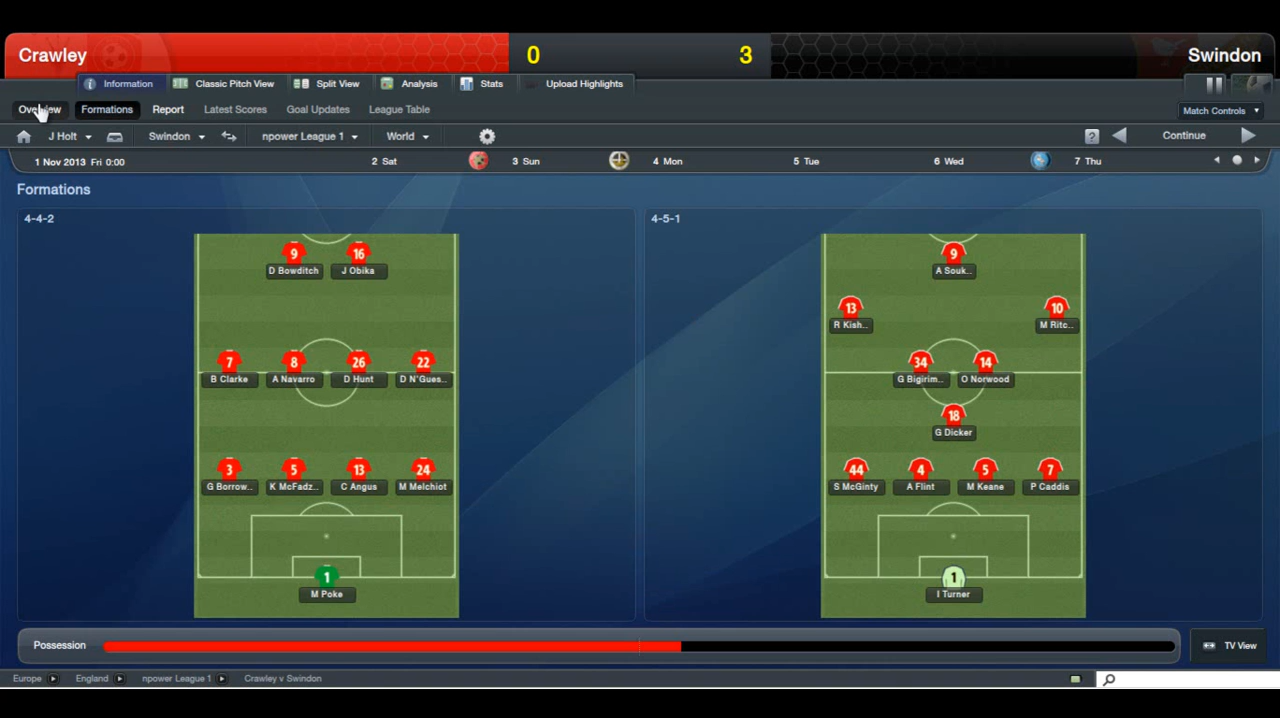 Crawley 0 3 Swindon
Information Classic Pitch View Split View Analysis Stats Upload Highlights
Overview Formations Report Latest Scores Goal Updates League Table Match Controls
J Holt Swindon npower League 1 World ? Continue
1 Nov 2013 Fri 0:00 2 Sat 3 Sun 4 Mon 5 Tue 6 Wed 7 Thu
Formations
4-4-2 4-5-1
9 16 9
D Bowditch J Obika A Souk..
13 10
R Kish.. M Ritc..
7 8 26 22 34 14
B Clarke A Navarro D Hunt D N'Gues.. G Bigirim.. O Norwood
18
G Dicker
3 5 13 24 44 4 5 7
G Borrow.. K McFadz.. C Angus M Melchiot S McGinty A Flint M Keane P Caddis
1 1
M Poke I Turner
Possession TV View
Europe England npower League 1 Crawley v Swindon